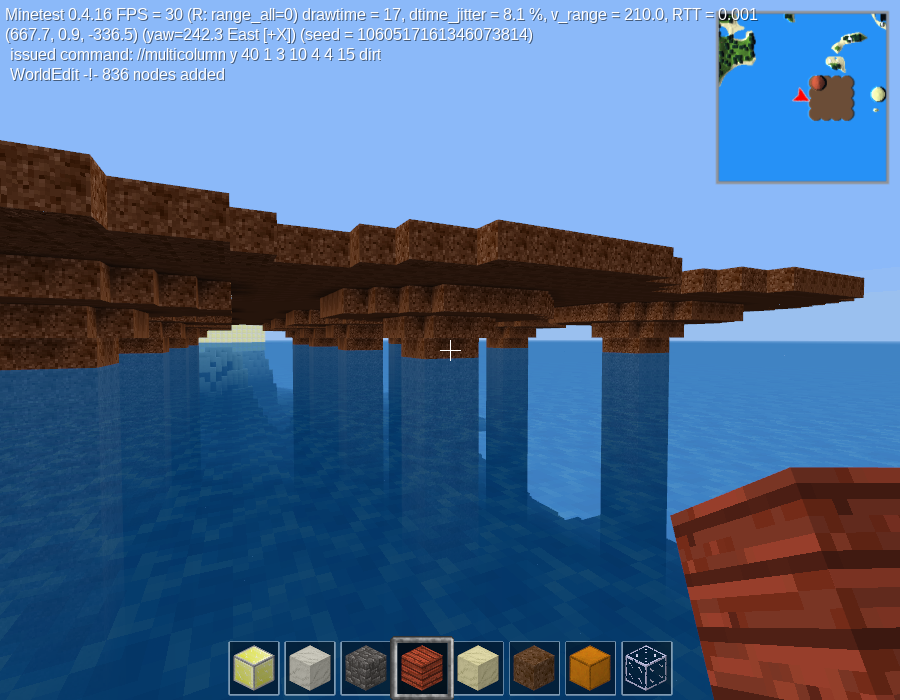 Minetest 0.4.16 FPS = 30 (R: range_all=0) drawtime = 17, dtime_jitter = 8.1 %, v_range = 210.0, RTT = 0.001
(667.7, 0.9, -336.5) (yaw=242.3 East [+X]) (seed = 1060517161346073814)
issued command: //multicolumn y 40 1 3 10 4 4 15 dirt
WorldEdit -!- 836 nodes added